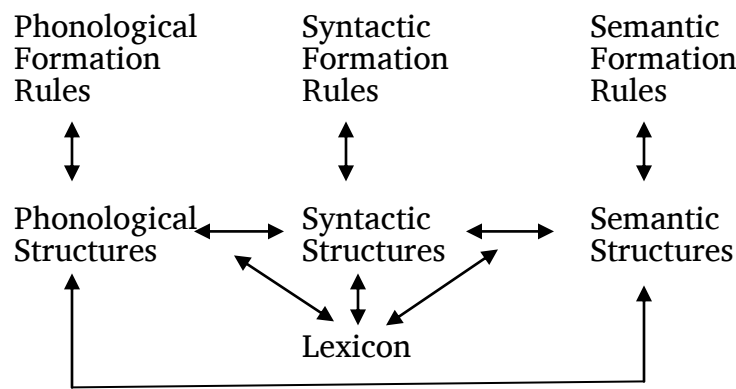 Phonological
Formation
Rules
Syntactic
Formation
Rules
Semantic
Formation
Rules
Phonological
Structures
Syntactic
Structures
Semantic
Structures
Lexicon